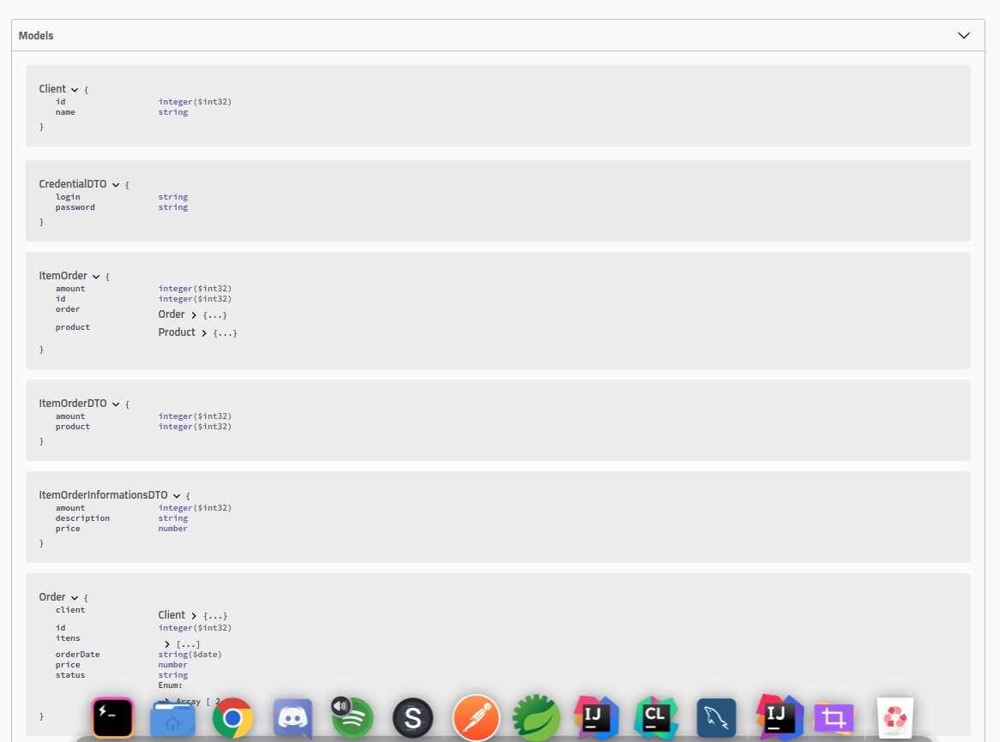 Models
Client {
id integer($int32)
name string
}
CredentialDTO {
login string
password string
}
ItemOrder {
amount integer($int32)
id integer($int32)
order Order > {...}
product Product > {...}
}
ItemOrderDTO {
amount integer($int32)
product integer($int32)
}
ItemOrderInformationsDTO {
amount integer($int32)
description string
price number
}
Order {
client Client > {...}
id integer($int32)
itens > [...]
orderDate string($date)
price number
status string
Enum:
> Array [ 2
}
S
IJ
CL
IJ